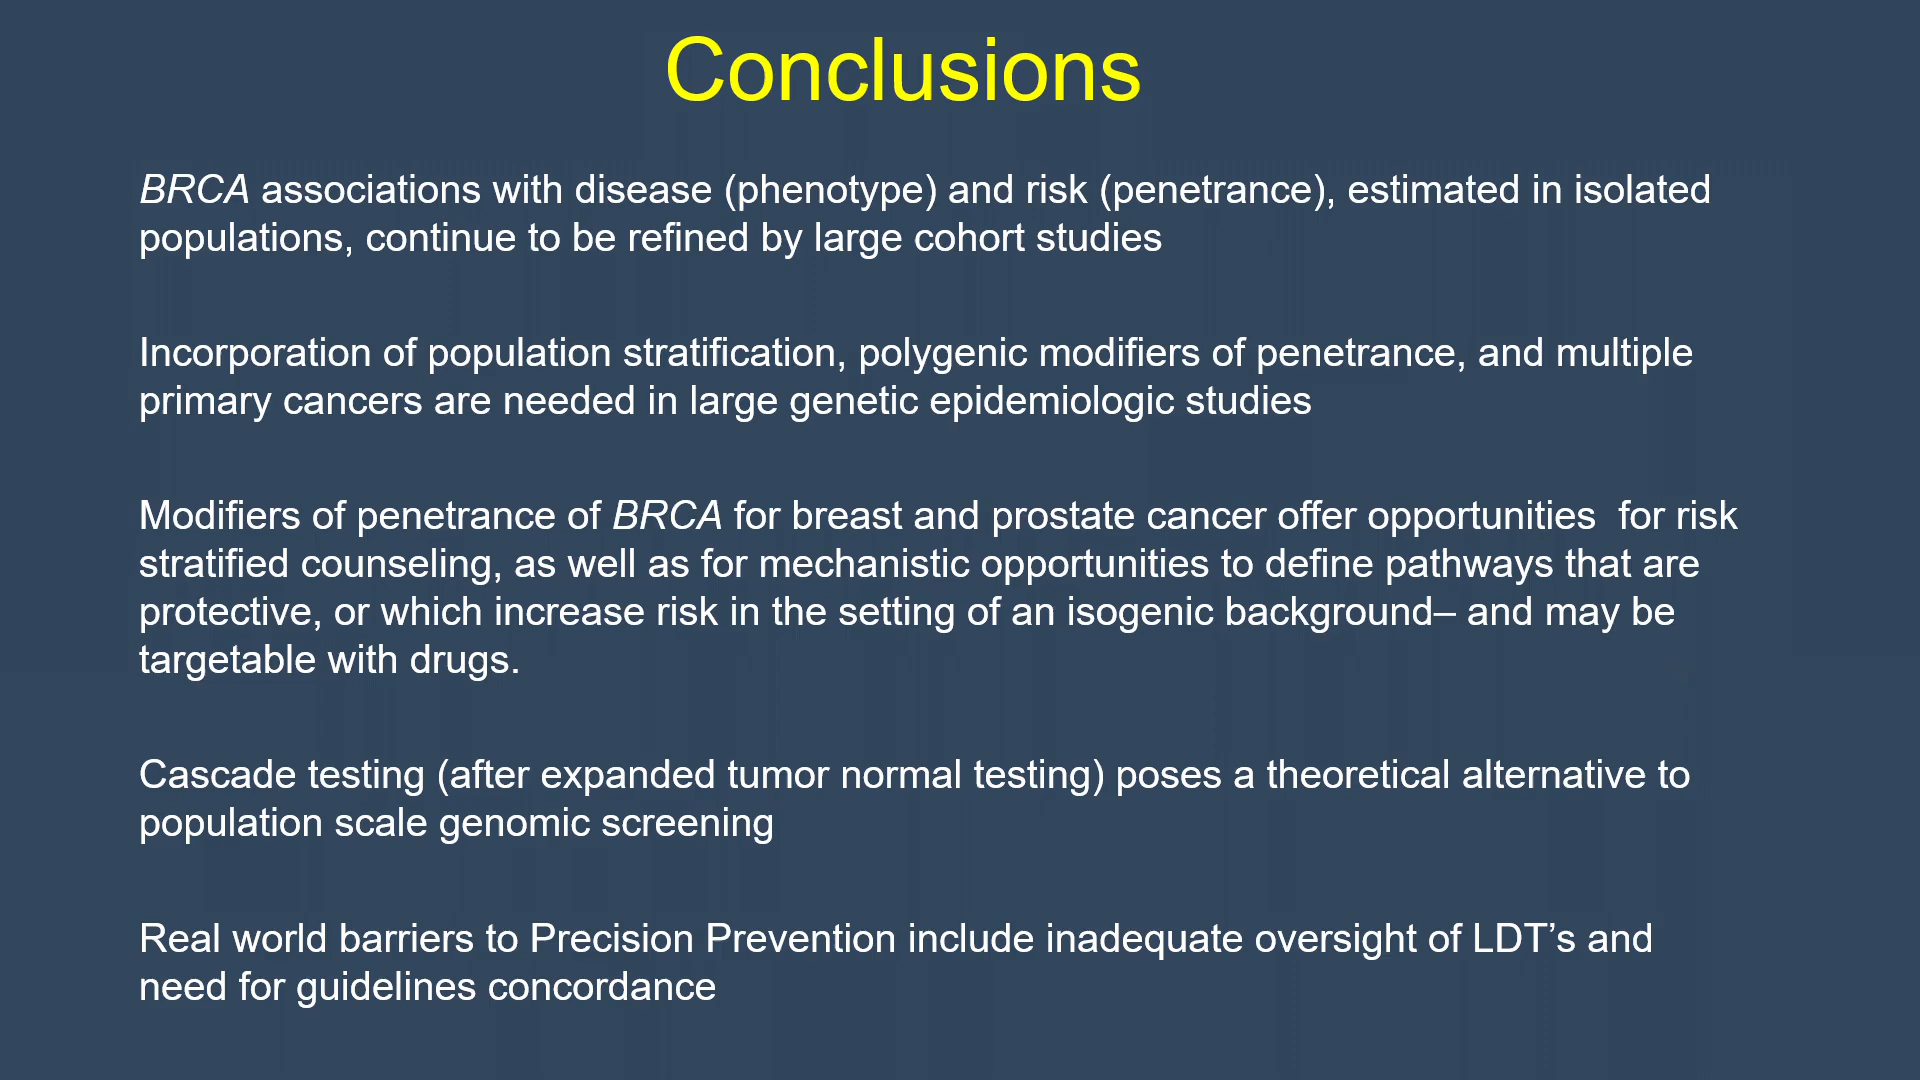 Conclusions
BRCA associations with disease (phenotype) and risk (penetrance), estimated in isolated
populations, continue to be refined by large cohort studies
Incorporation of population stratification, polygenic modifiers of penetrance, and multiple
primary cancers are needed in large genetic epidemiologic studies
Modifiers of penetrance of BRCA for breast and prostate cancer offer opportunities  for risk
stratified counseling, as well as for mechanistic opportunities to define pathways that are
protective, or which increase risk in the setting of an isogenic background– and may be
targetable with drugs.
Cascade testing (after expanded tumor normal testing) poses a theoretical alternative to
population scale genomic screening
Real world barriers to Precision Prevention include inadequate oversight of LDT’s and
need for guidelines concordance